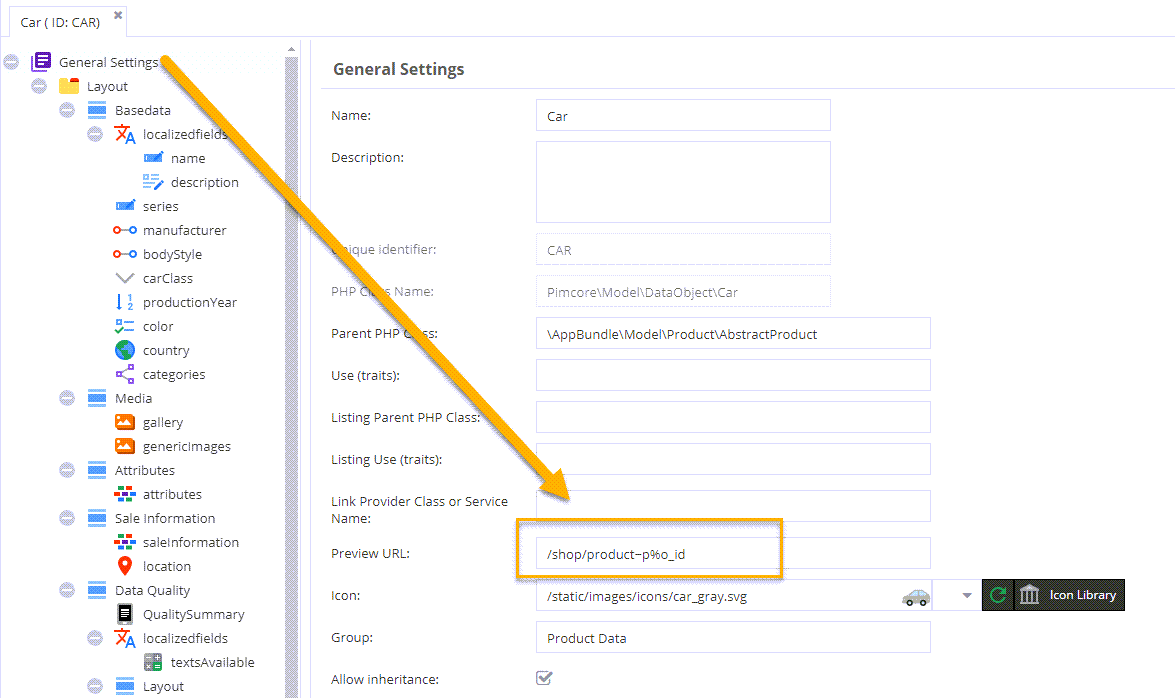 Car ( ID: CAR)
General Settings
Layout
Basedata
localizedfields
name
description
series
manufacturer
bodyStyle
carClass
productionYear
color
country
categories
Media
gallery
genericImages
Attributes
attributes
Sale Information
saleInformation
location
Data Quality
QualitySummary
localizedfields
textsAvailable
Layout
General Settings
Name:
Car
Description:
Unique identifier:
CAR
PHP Class Name:
Pimcore\Model\DataObject\Car
Parent PHP Class:
\AppBundle\Model\Product\AbstractProduct
Use (traits):
Listing Parent PHP Class:
Listing Use (traits):
Link Provider Class or Service
Name:
Preview URL:
/shop/product~p%o_id
Icon:
/static/images/icons/car_gray.svg
Icon Library
Group:
Product Data
Allow inheritance: